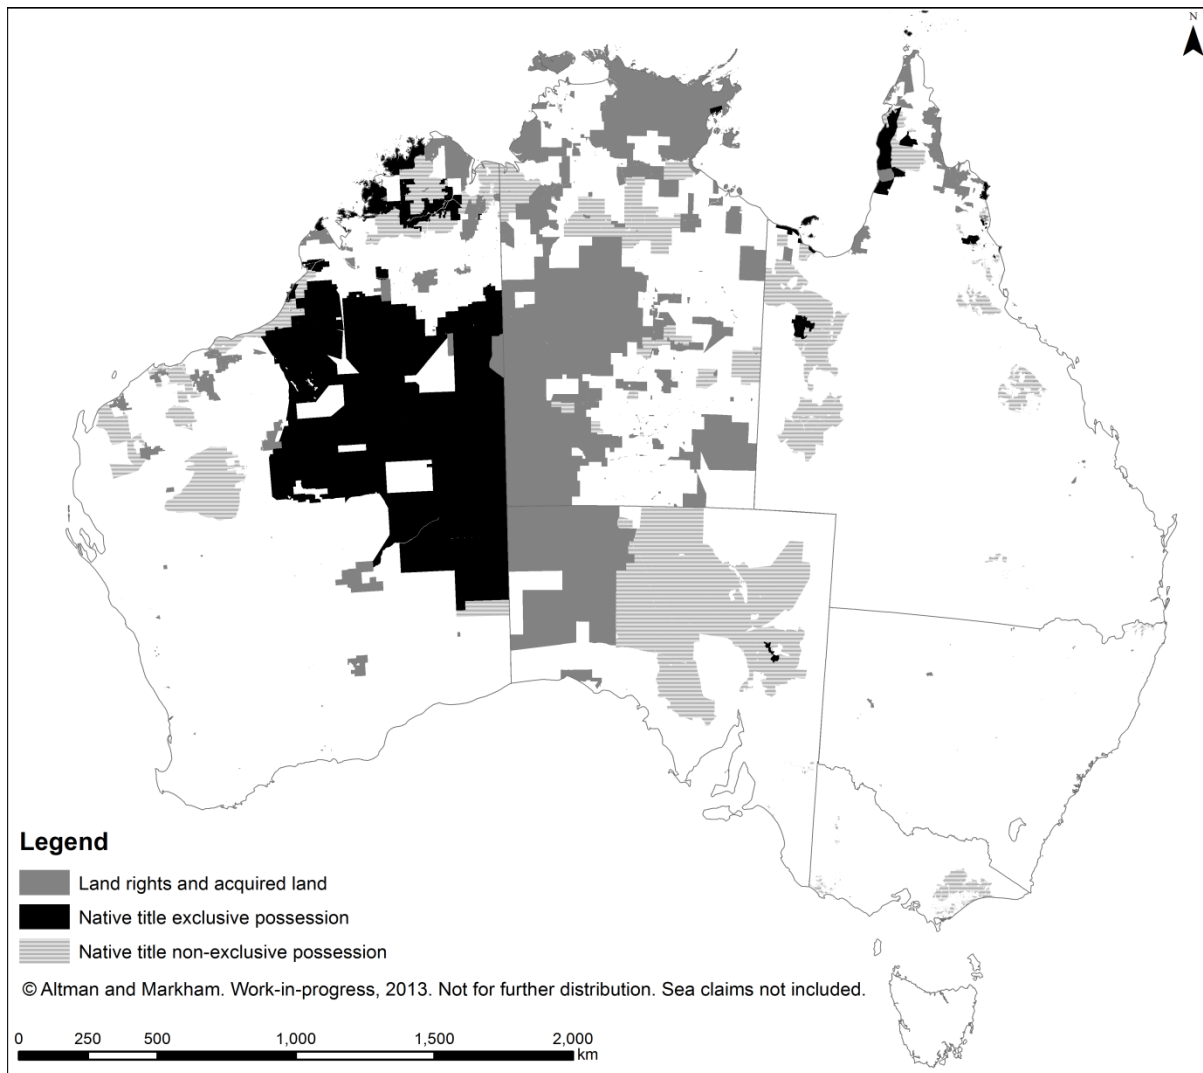 N
Legend
Land rights and acquired land
Native title exclusive possession
Native title non-exclusive possession
© Altman and Markham. Work-in-progress, 2013. Not for further distribution. Sea claims not included.
0 250 500 1,000 1,500 2,000
km